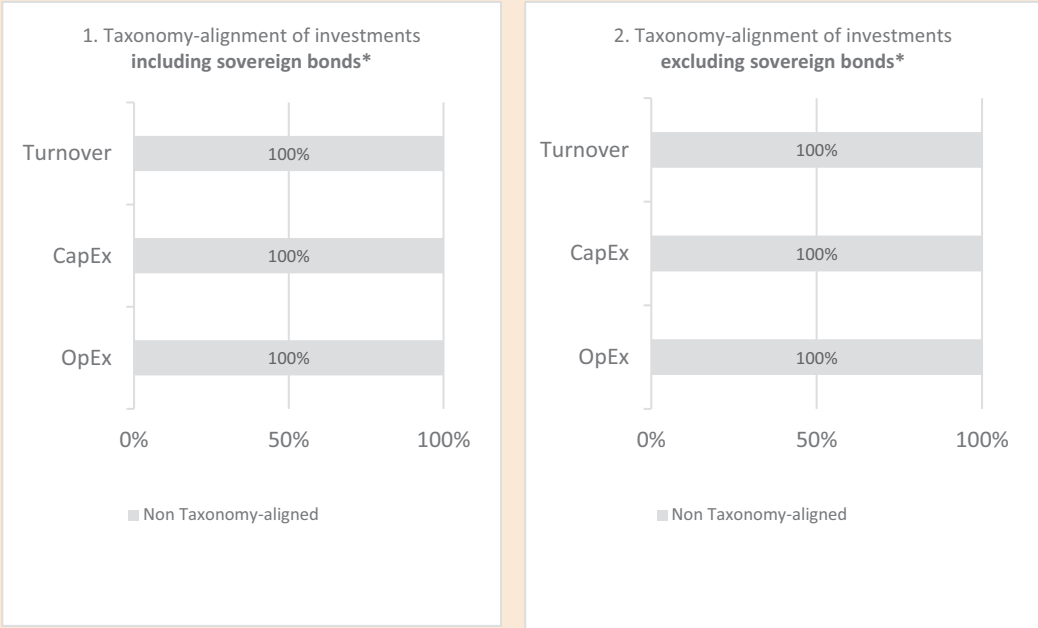 1. Taxonomy-alignment of investments
including sovereign bonds*
Turnover
100%
CapEx
100%
OpEx
100%
0%
50%
100%
Non Taxonomy-aligned
2. Taxonomy-alignment of investments
excluding sovereign bonds*
Turnover
100%
CapEx
100%
OpEx
100%
0%
50%
100%
Non Taxonomy-aligned